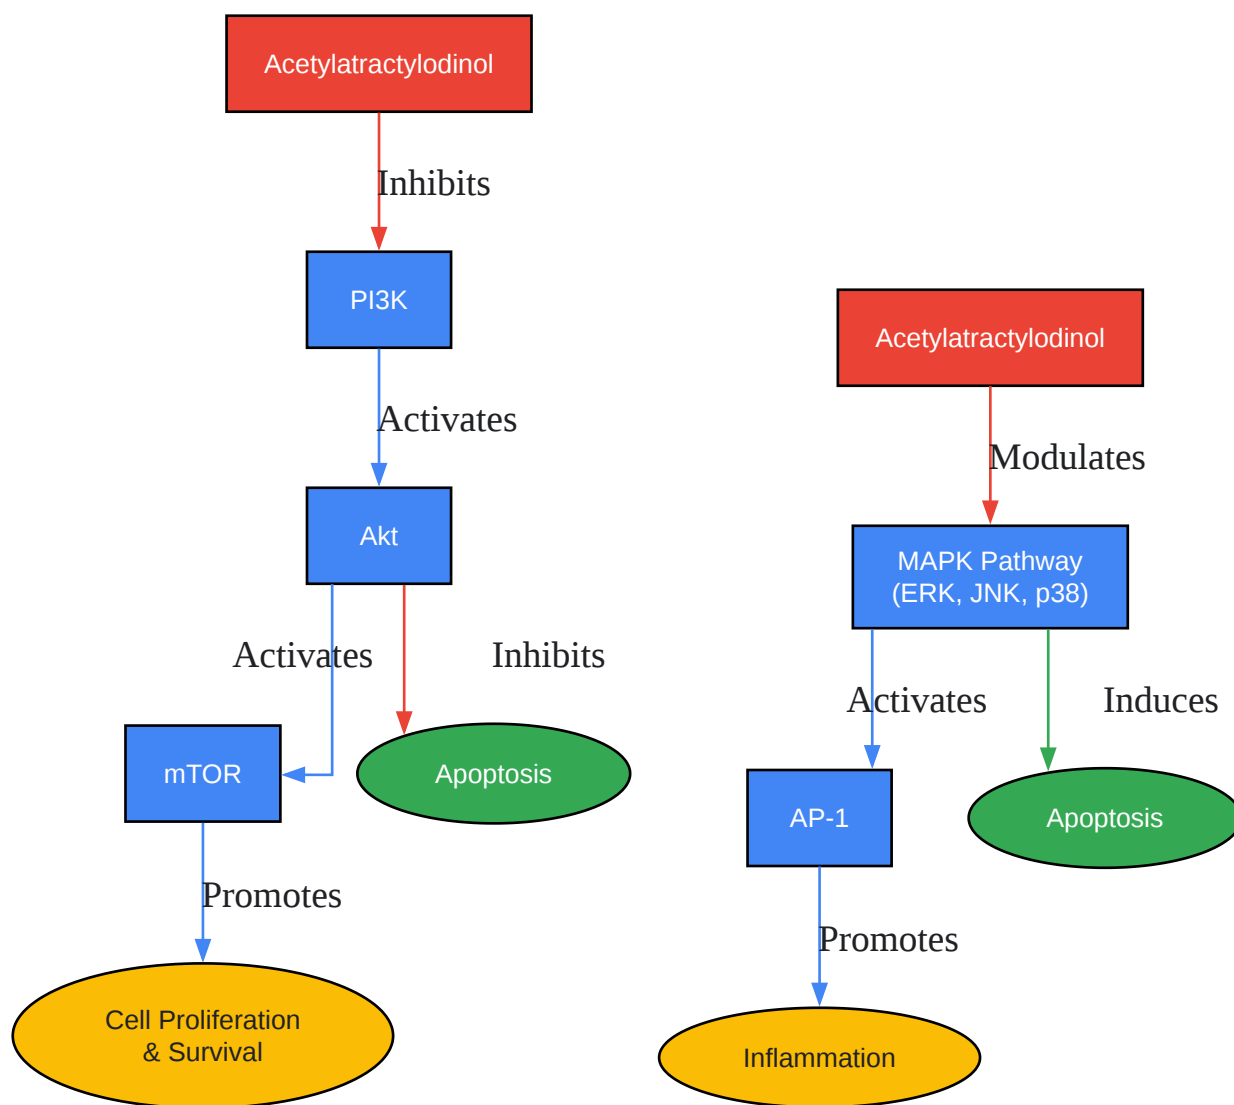 Acetylatractylodinol
Inhibits
PI3K
Activates
Akt
Activates
Inhibits
mTOR
Apoptosis
Promotes
Cell Proliferation
& Survival
Acetylatractylodinol
Modulates
MAPK Pathway
(ERK, JNK, p38)
Activates
Induces
AP-1
Apoptosis
Promotes
Inflammation